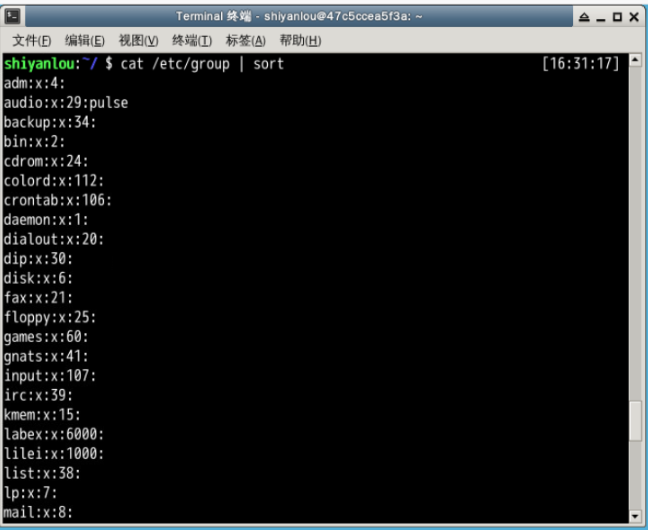 Terminal 终端 - shiyanlou@47c5ccea5f3a: ~
文件(F) 编辑(E) 视图(V) 终端(T) 标签(A) 帮助(H)
shiyanlou:~/ $ cat /etc/group | sort [16:31:17]
adm:x:4:
audio:x:29:pulse
backup:x:34:
bin:x:2:
cdrom:x:24:
colord:x:112:
crontab:x:106:
daemon:x:1:
dialout:x:20:
dip:x:30:
disk:x:6:
fax:x:21:
floppy:x:25:
games:x:60:
gnats:x:41:
input:x:107:
irc:x:39:
kmem:x:15:
labex:x:6000:
lilei:x:1000:
list:x:38:
lp:x:7:
mail:x:8: